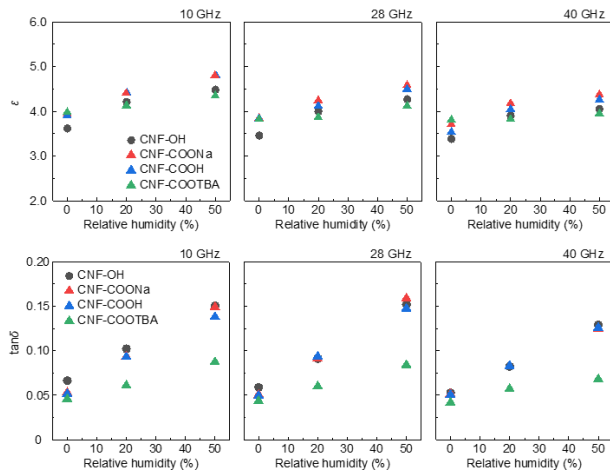 10 GHz
28 GHz
40 GHz
6.0
5.0
4.0
3.0
2.0
ε
CNF-OH
CNF-COONa
CNF-COOH
CNF-COOTBA
0 10 20 30 40 50
0 10 20 30 40 50
0 10 20 30 40 50
Relative humidity (%)
Relative humidity (%)
Relative humidity (%)
10 GHz
28 GHz
40 GHz
0.20
0.15
0.10
0.05
0
tanδ
CNF-OH
CNF-COONa
CNF-COOH
CNF-COOTBA
0 10 20 30 40 50
0 10 20 30 40 50
0 10 20 30 40 50
Relative humidity (%)
Relative humidity (%)
Relative humidity (%)